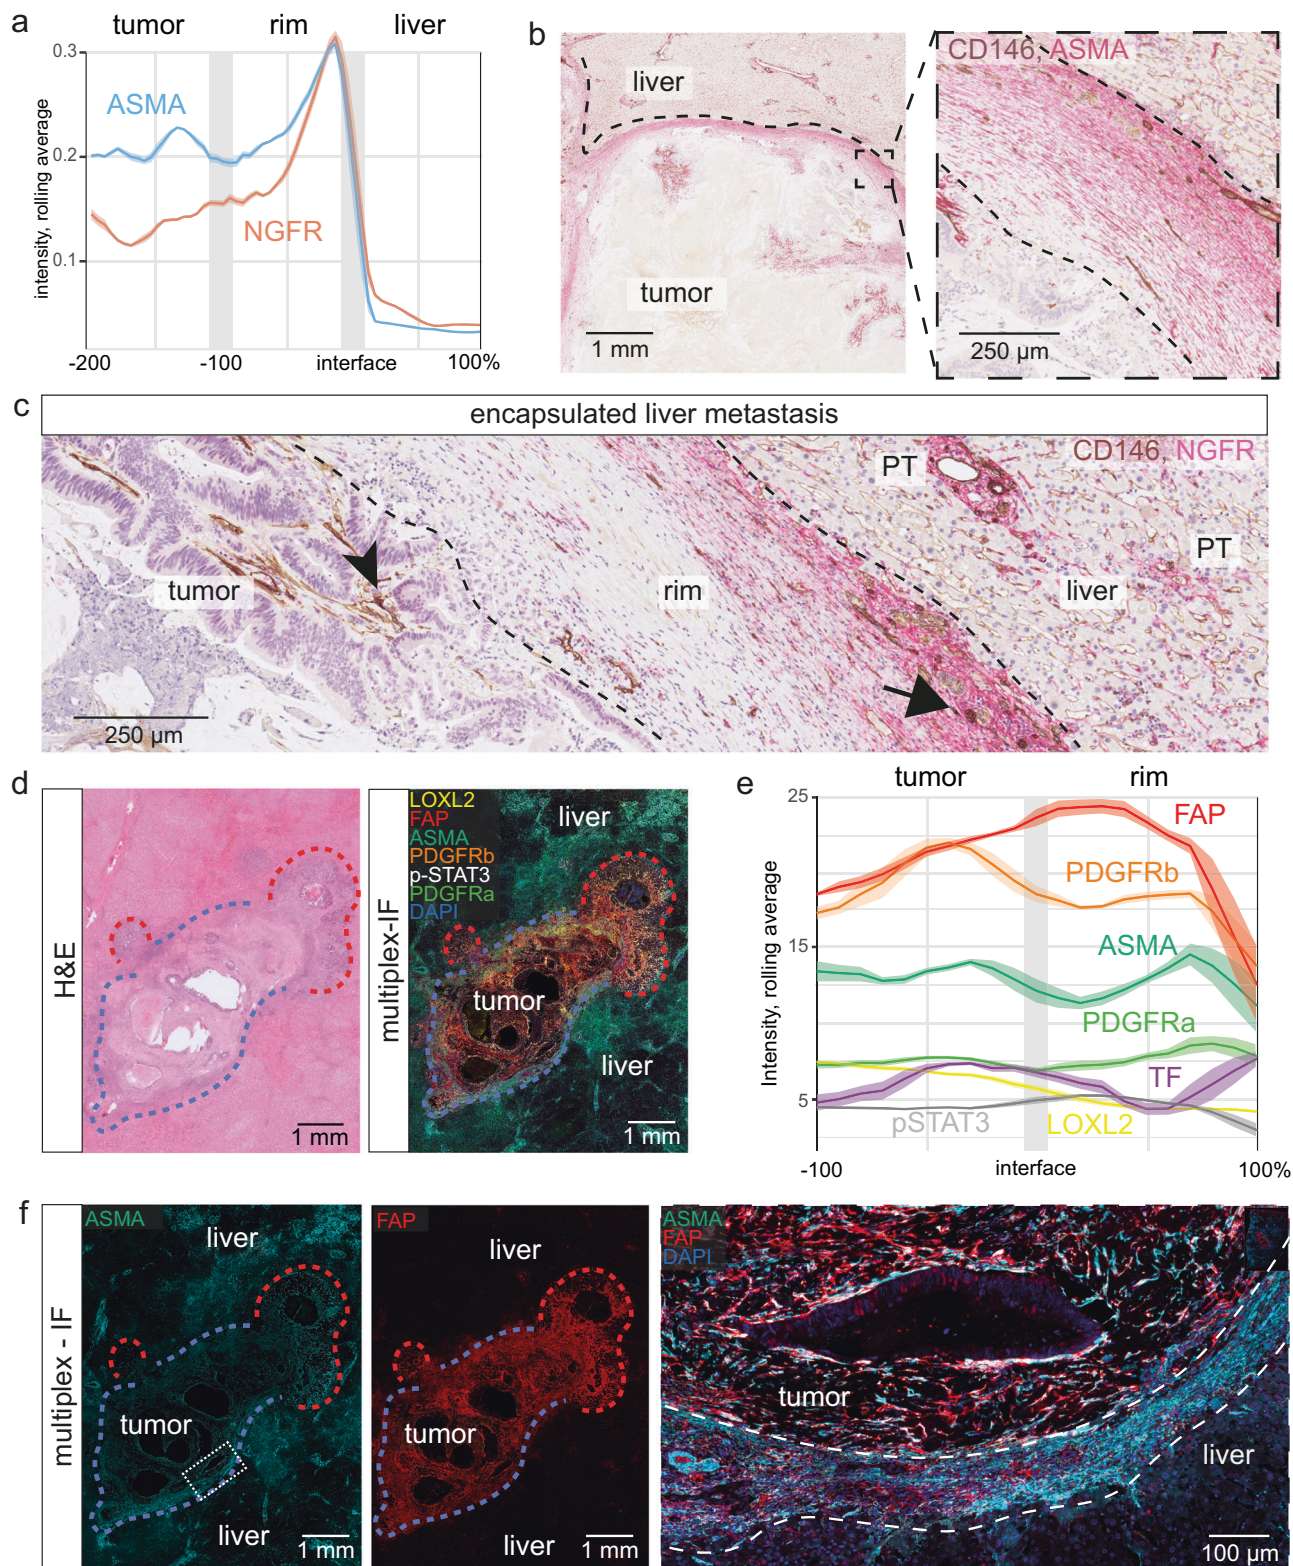 a
tumor rim liver
0.3
ASMA
0.2
NGFR
0.1
intensity, rolling average
-200 -100 interface 100%
b
liver
tumor
1 mm
CD146, ASMA
250 µm
c
encapsulated liver metastasis
CD146, NGFR
PT
PT
tumor
rim
liver
250 µm
d
H&E
1 mm
multiplex-IF
LOXL2
FAP
ASMA
PDGFRb
p-STAT3
PDGFRa
DAPI
liver
tumor
liver
1 mm
e
tumor rim
25
FAP
PDGFRb
15
ASMA
PDGFRa
TF
5
pSTAT3 LOXL2
Intensity, rolling average
-100 interface 100%
f
multiplex - IF
ASMA
liver
tumor
liver
1 mm
FAP
liver
tumor
liver
1 mm
ASMA
FAP
DAPI
tumor
liver
100 µm